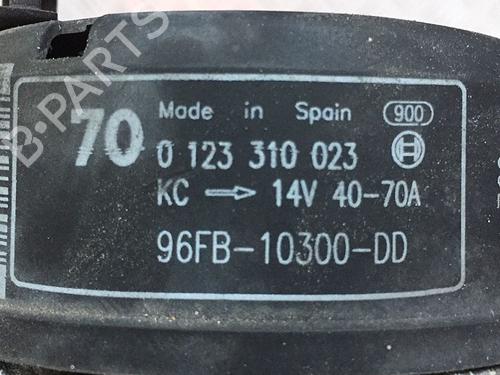 70 Made in Spain 900
0 123 310 023
KC → 14V 40-70A
96FB-10300-DD
B-PARTS